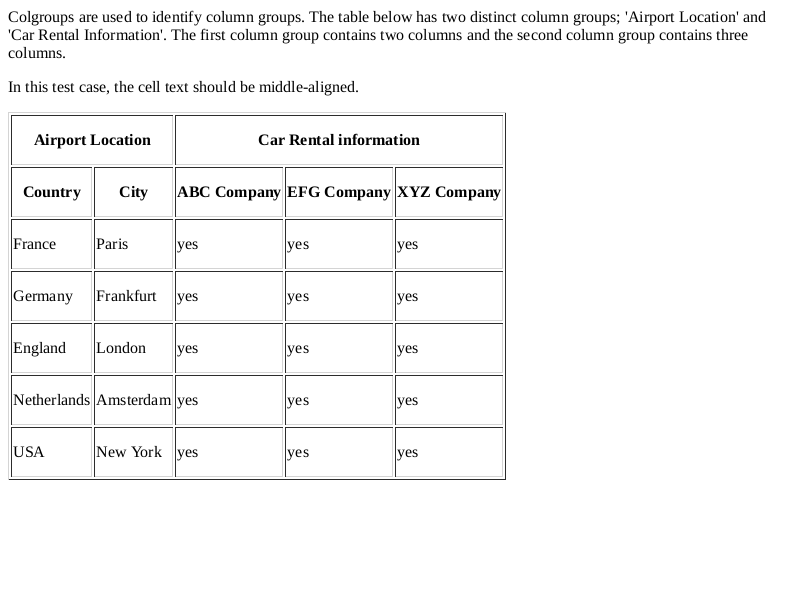 Colgroups are used to identify column groups. The table below has two distinct column groups; 'Airport Location' and
'Car Rental Information'. The first column group contains two columns and the second column group contains three
columns.
In this test case, the cell text should be middle-aligned.
Airport Location Car Rental information
Country City ABC Company EFG Company XYZ Company
France Paris yes yes yes
Germany Frankfurt yes yes yes
England London yes yes yes
Netherlands Amsterdam yes yes yes
USA New York yes yes yes